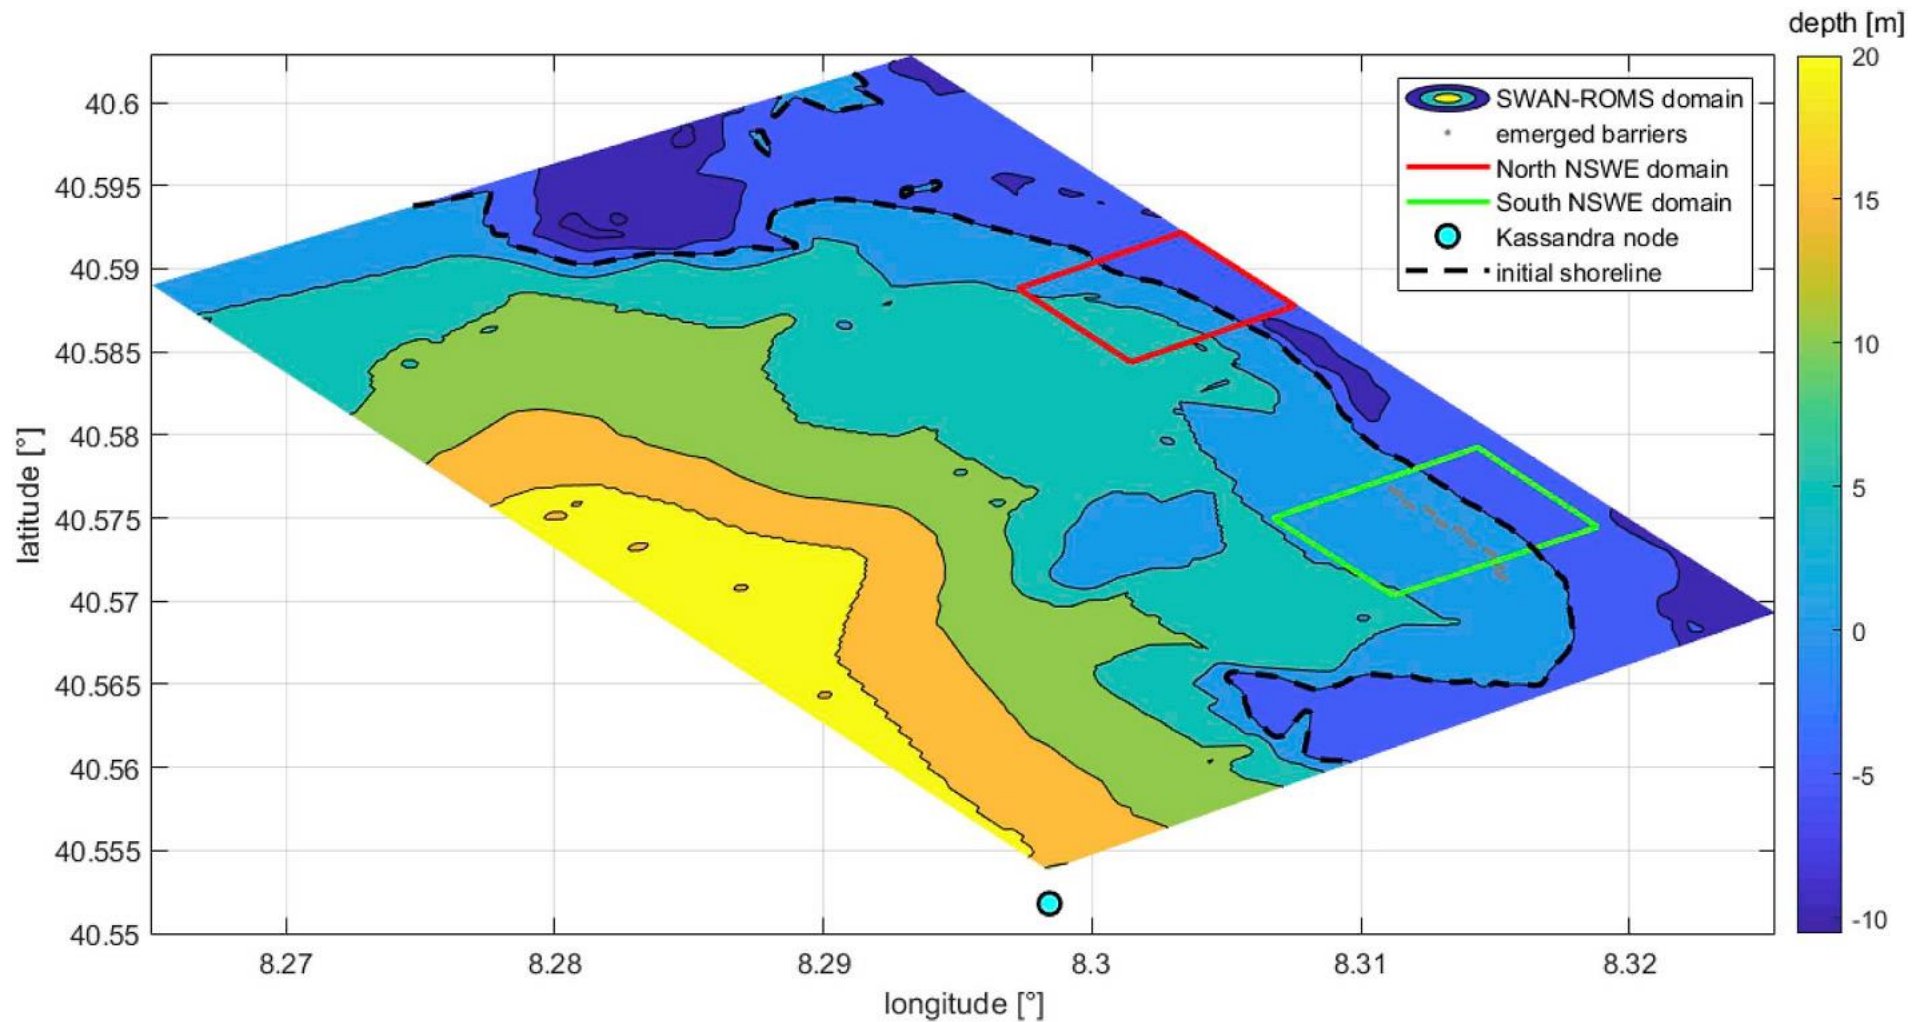 depth [m]
20
15
10
5
0
-5
-10
SWAN-ROMS domain
emerged barriers
North NSWE domain
South NSWE domain
Kassandra node
initial shoreline
latitude [°]
40.6
40.595
40.59
40.585
40.58
40.575
40.57
40.565
40.56
40.555
40.55
8.27
8.28
8.29
8.3
8.31
8.32
longitude [°]